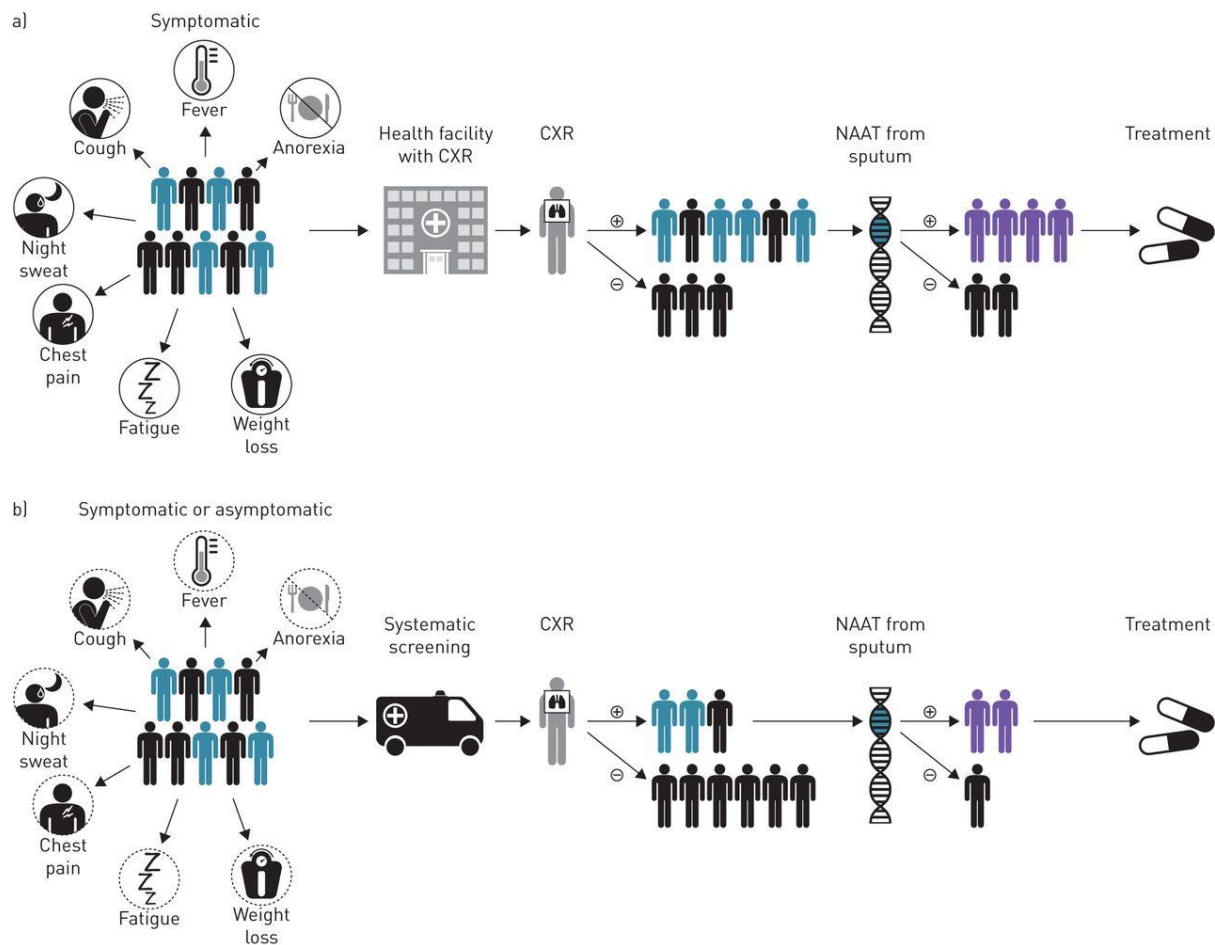 a)
Symptomatic
Fever
Cough
Anorexia
Night
sweat
Chest
pain
Fatigue
Weight
loss
Health facility
with CXR
CXR
+
−
NAAT from
sputum
+
−
Treatment
b)
Symptomatic or asymptomatic
Fever
Cough
Anorexia
Night
sweat
Chest
pain
Fatigue
Weight
loss
Systematic
screening
CXR
+
−
NAAT from
sputum
+
−
Treatment